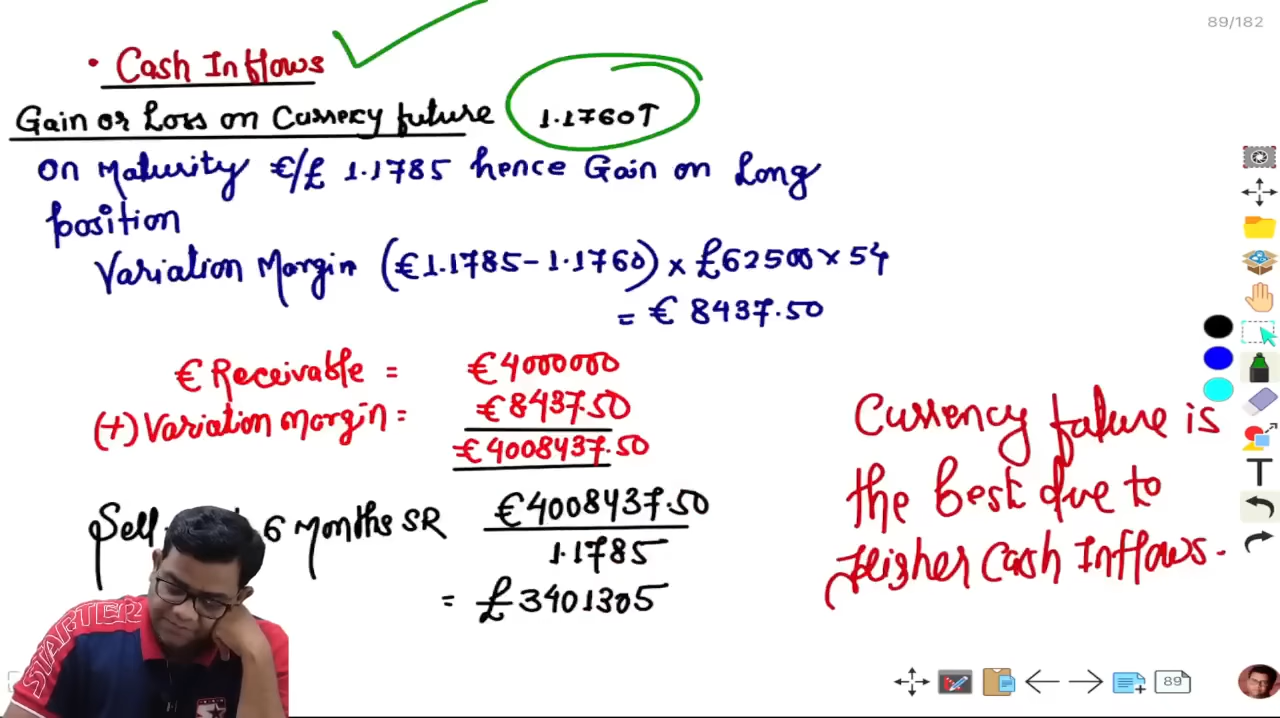 89/182
• Cash Inflows
Gain or Loss on Currency future 1.1760T
On Maturity €/£ 1.1785 hence Gain on Long
position
Variation Margin (€1.1785-1.1760) × £62500 × 54
= € 8437.50
€ Receivable = €4000000
(+) Variation Margin = €8437.50
€4008437.50
Sell 6 Months SR €4008437.50
1.1785
= £3401305
Currency future is
the best due to
Higher Cash Inflows.
STARTER
89